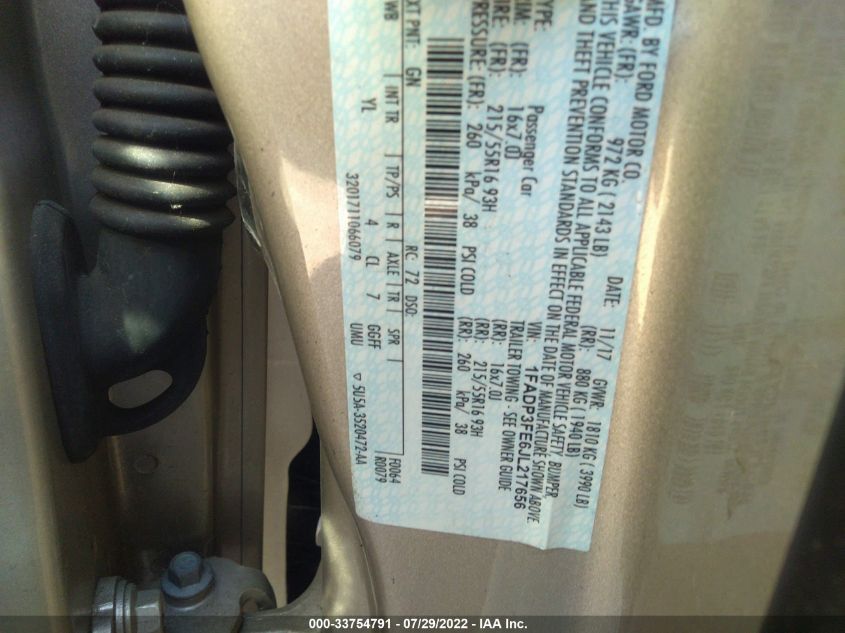 MFD. BY FORD MOTOR CO.
DATE: 11/17 GVWR: 1810 KG ( 3990 LB)
GAWR: (FR): 972 KG ( 2143 LB) (RR): 880 KG ( 1940 LB)
THIS VEHICLE CONFORMS TO ALL APPLICABLE FEDERAL MOTOR VEHICLE SAFETY, BUMPER,
AND THEFT PREVENTION STANDARDS IN EFFECT ON THE DATE OF MANUFACTURE SHOWN ABOVE
VIN: 1FADP3FE6JL217656
TYPE: Passenger Car TRAILER TOWING - SEE OWNER GUIDE
RIM: (FR): 16x7.0J (RR): 16x7.0J
TIRE: (FR): 215/55R16 93H (RR): 215/55R16 93H
PRESSURE: (FR) 260 kPa/ 38 PSI COLD (RR): 260 kPa/ 38 PSI COLD
EXT PNT: GN RC: 72 DSO: F0064
WB INT TR TP/PS R AXLE TR SPR R0079
YL 4 CL 7 GGFF
3201711066079 UMU ▽ 5U5A-3520472-AA
000-33754791 - 07/29/2022 - IAA Inc.